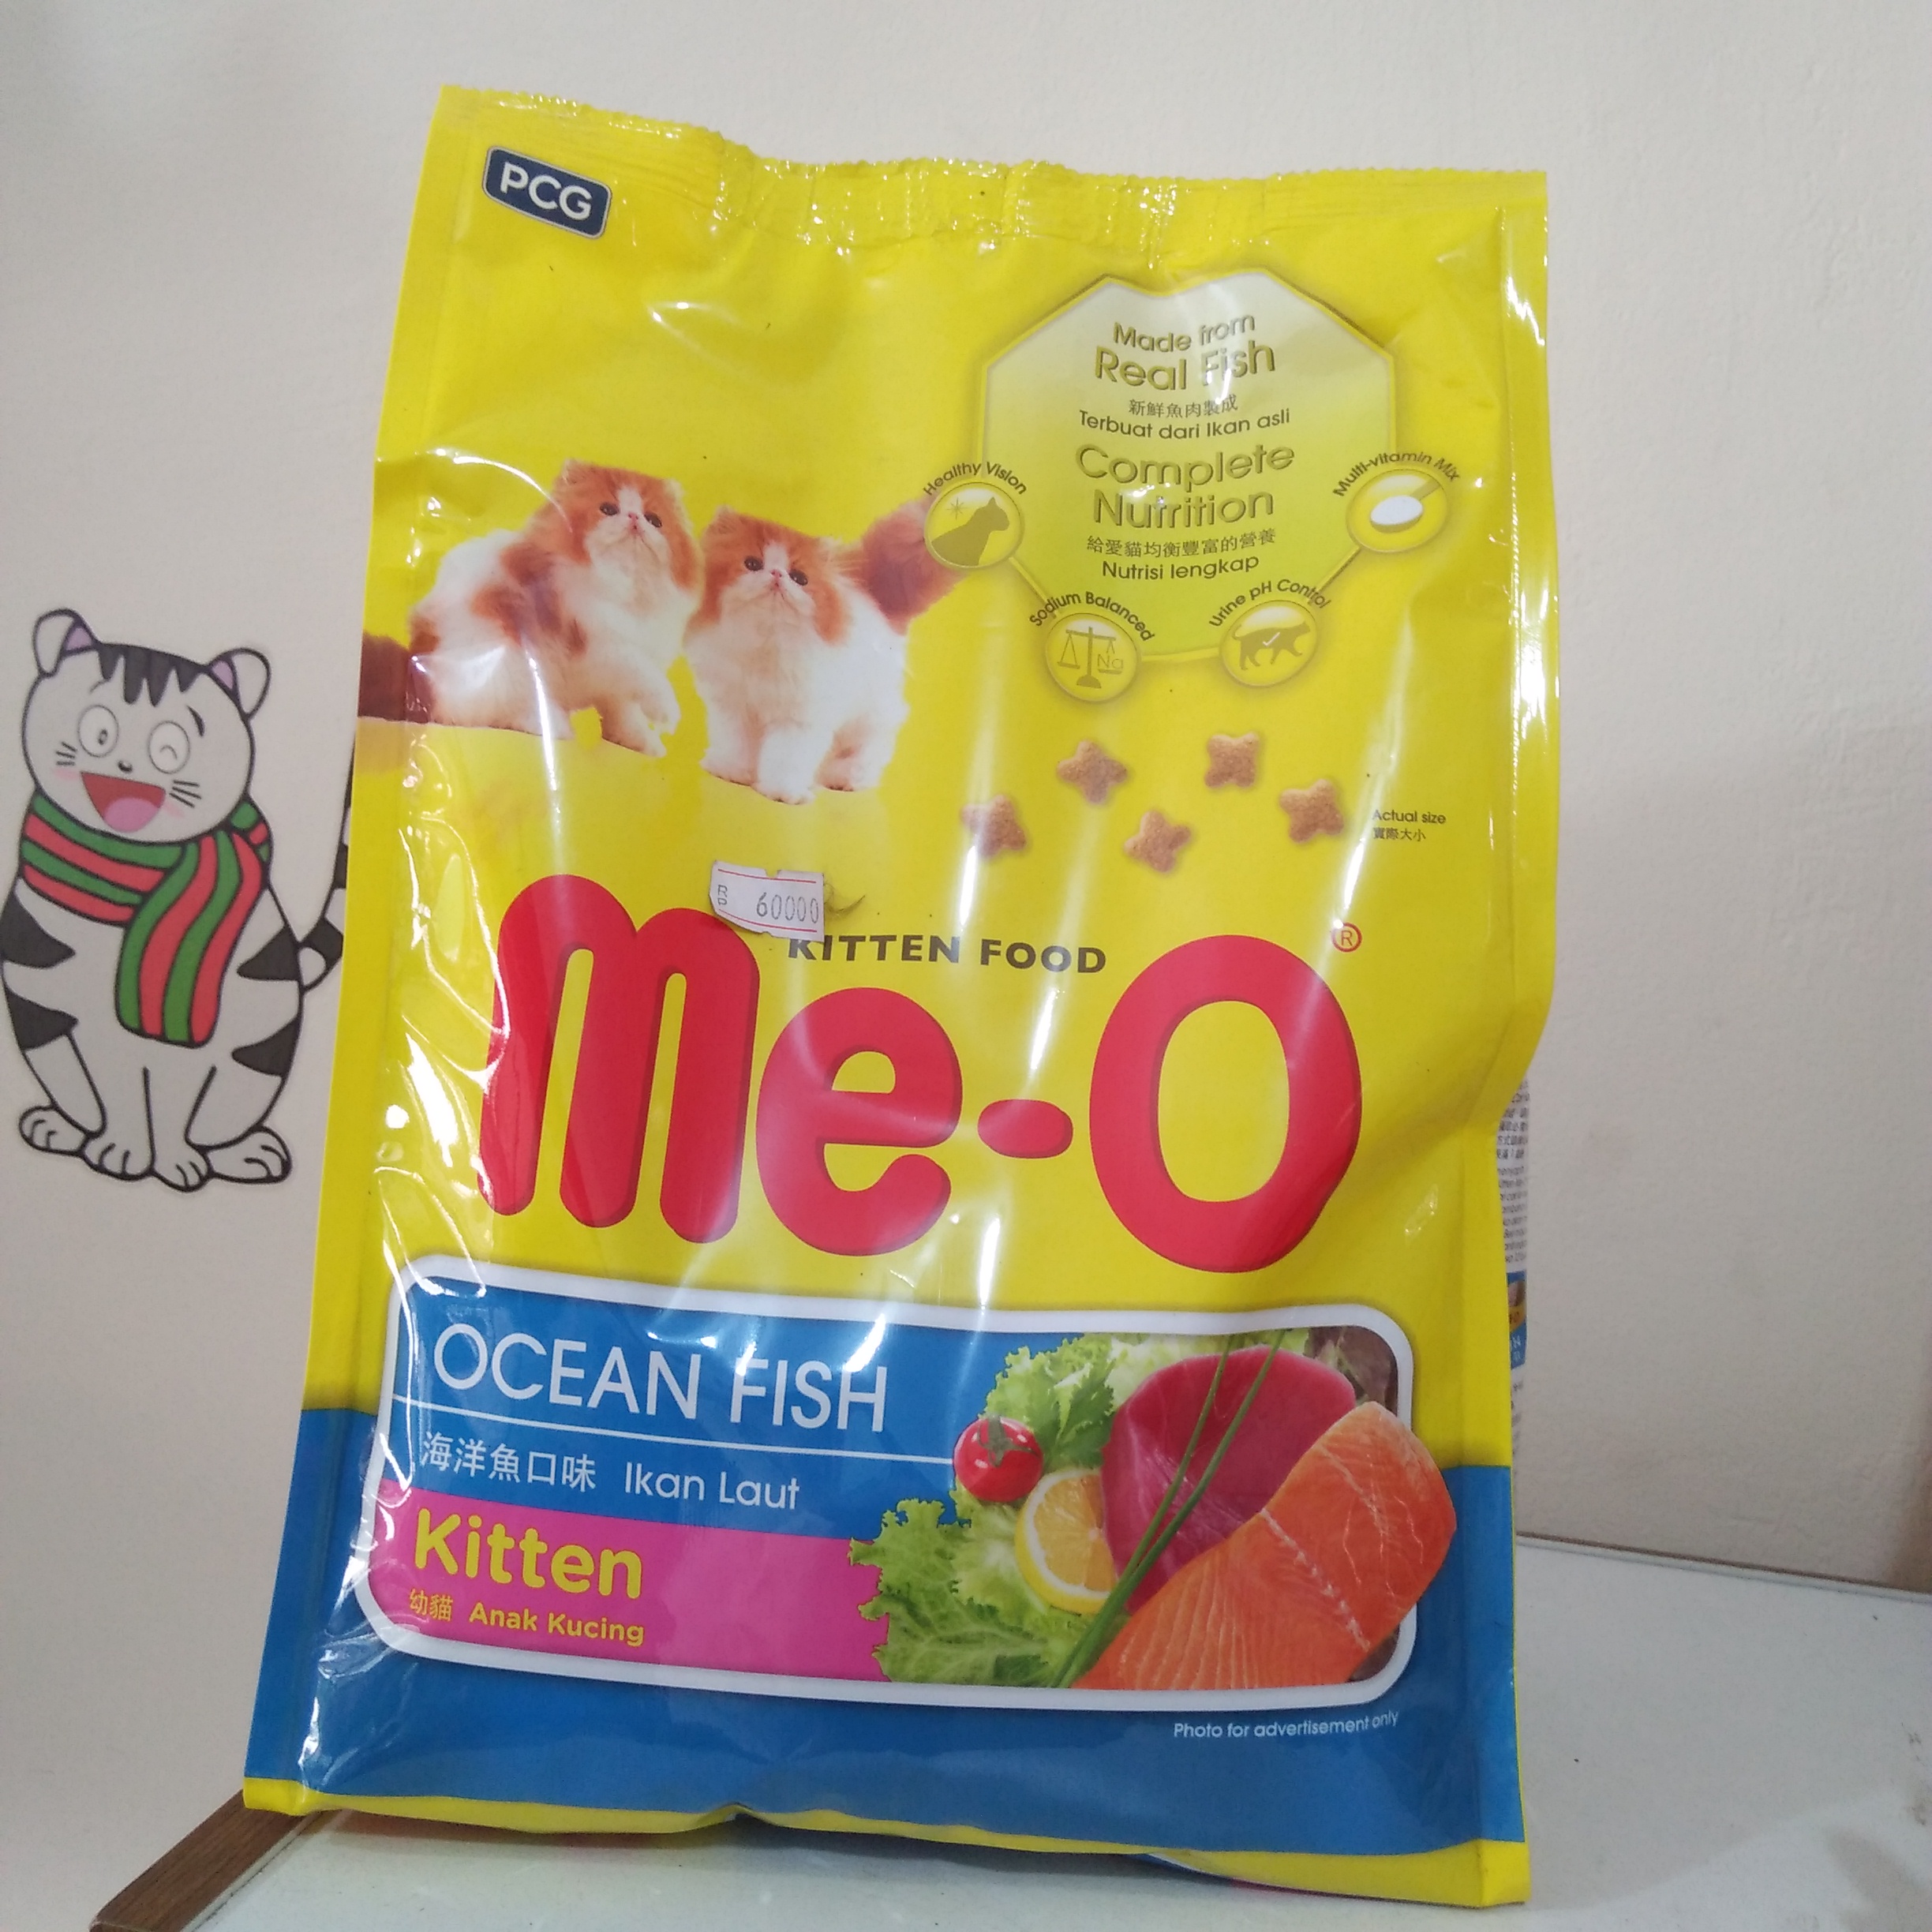 PCG
Made from
Real Fish
新鮮魚肉製成
Terbuat dari Ikan asli
Complete
Nutrition
給愛貓均衡豐富的營養
Nutrisi lengkap
Healthy Vision
Multi-vitamin Mix
Sodium Balanced
Na
Urine pH Control
Actual size
實際大小
RP 60000
KITTEN FOOD
me-O ®
OCEAN FISH
海洋魚口味 Ikan Laut
Kitten
幼貓 Anak Kucing
Photo for advertisement only